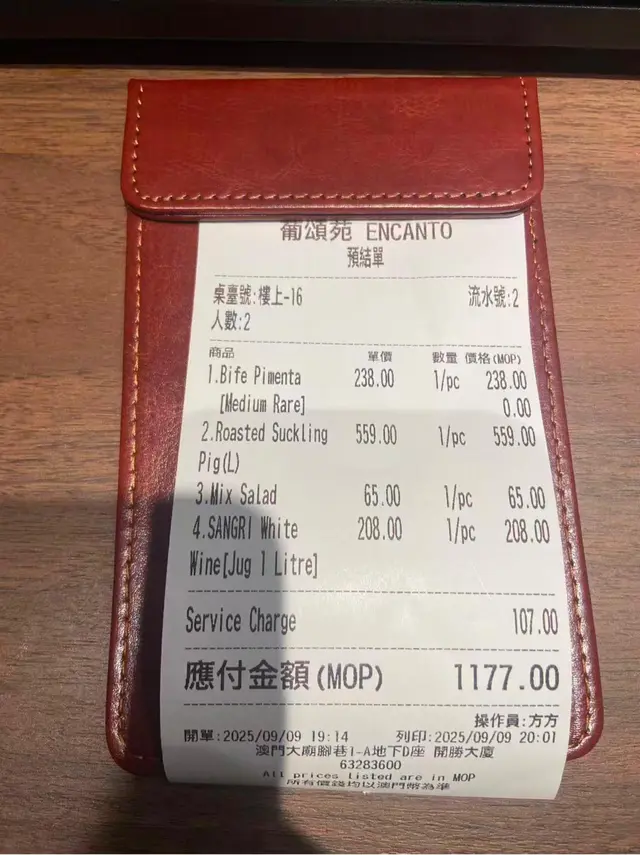 葡頌苑 ENCANTO
預結單
桌臺號:樓上-16 流水號:2
人數:2
商品 單價 數量 價格(MOP)
1.Bife Pimenta 238.00 1/pc 238.00
[Medium Rare] 0.00
2.Roasted Suckling 559.00 1/pc 559.00
Pig(L)
3.Mix Salad 65.00 1/pc 65.00
4.SANGRI White 208.00 1/pc 208.00
Wine[Jug 1 Litre]
Service Charge 107.00
應付金額(MOP) 1177.00
操作員:方方
開單:2025/09/09 19:14 列印:2025/09/09 20:01
澳門大廟腳巷1-A地下D座 開勝大廈
63283600
All prices listed are in MOP
所有價錢均以澳門幣為準